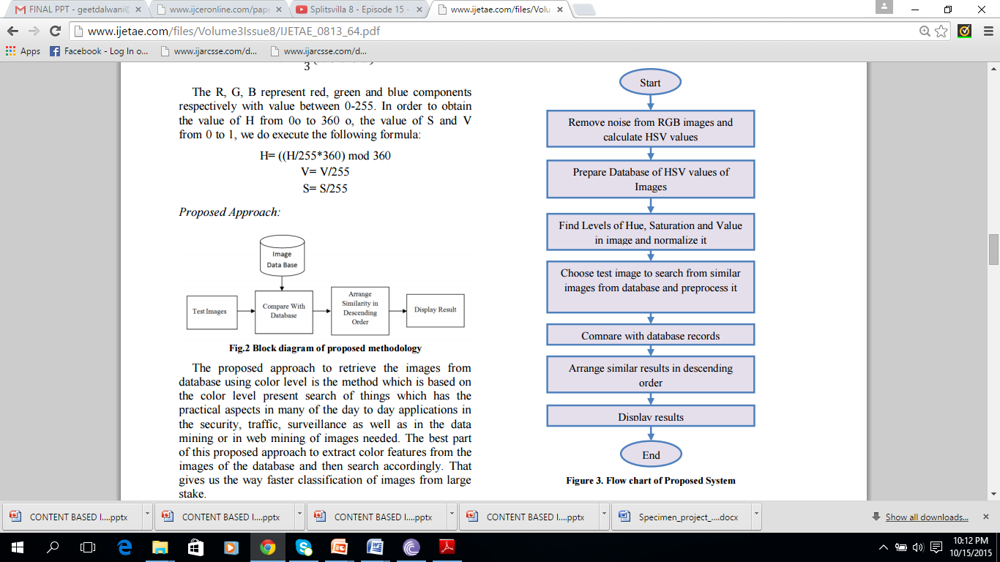 FINAL PPT - geetdalwani@
www.ijceronline.com/pape
Splitsvilla 8 - Episode 15 -
www.ijetae.com/files/Volu
www.ijetae.com/files/Volume3Issue8/IJETAE_0813_64.pdf
Apps
Facebook - Log In o...
www.ijarcsse.com/d...
www.ijarcsse.com/d...
3
The R, G, B represent red, green and blue components
respectively with value between 0-255. In order to obtain
the value of H from 0o to 360 o, the value of S and V
from 0 to 1, we do execute the following formula:
H= ((H/255*360) mod 360
V= V/255
S= S/255
Proposed Approach:
Image
Data Base
Test Images
Compare With
Database
Arrange
Similarity in
Descending
Order
Display Result
Fig.2 Block diagram of proposed methodology
The proposed approach to retrieve the images from
database using color level is the method which is based on
the color level present search of things which has the
practical aspects in many of the day to day applications in
the security, traffic, surveillance as well as in the data
mining or in web mining of images needed. The best part
of this proposed approach to extract color features from the
images of the database and then search accordingly. That
gives us the way faster classification of images from large
stake.
Start
Remove noise from RGB images and
calculate HSV values
Prepare Database of HSV values of
Images
Find Levels of Hue, Saturation and Value
in image and normalize it
Choose test image to search from similar
images from database and preprocess it
Compare with database records
Arrange similar results in descending
order
Display results
End
Figure 3. Flow chart of Proposed System
CONTENT BASED I....pptx
CONTENT BASED I....pptx
CONTENT BASED I....pptx
CONTENT BASED I....pptx
Specimen_project_....docx
Show all downloads...
10:12 PM
10/15/2015